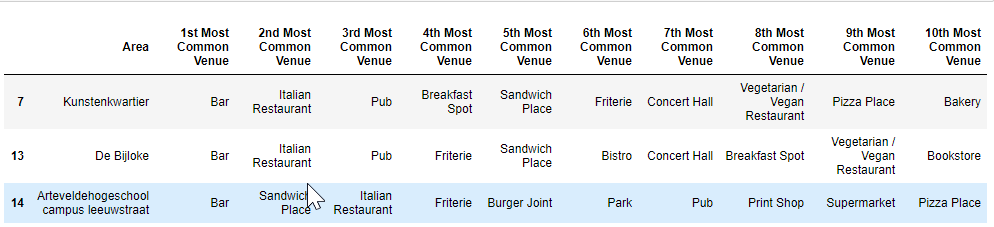 Area 1st Most Common Venue 2nd Most Common Venue 3rd Most Common Venue 4th Most Common Venue 5th Most Common Venue 6th Most Common Venue 7th Most Common Venue 8th Most Common Venue 9th Most Common Venue 10th Most Common Venue
7 Kunstenkwartier Bar Italian Restaurant Pub Breakfast Spot Sandwich Place Friterie Concert Hall Vegetarian / Vegan Restaurant Pizza Place Bakery
13 De Bijloke Bar Italian Restaurant Pub Friterie Sandwich Place Bistro Concert Hall Breakfast Spot Vegetarian / Vegan Restaurant Bookstore
14 Arteveldehogeschool campus leeuwstraat Bar Sandwich Place Italian Restaurant Friterie Burger Joint Park Pub Print Shop Supermarket Pizza Place